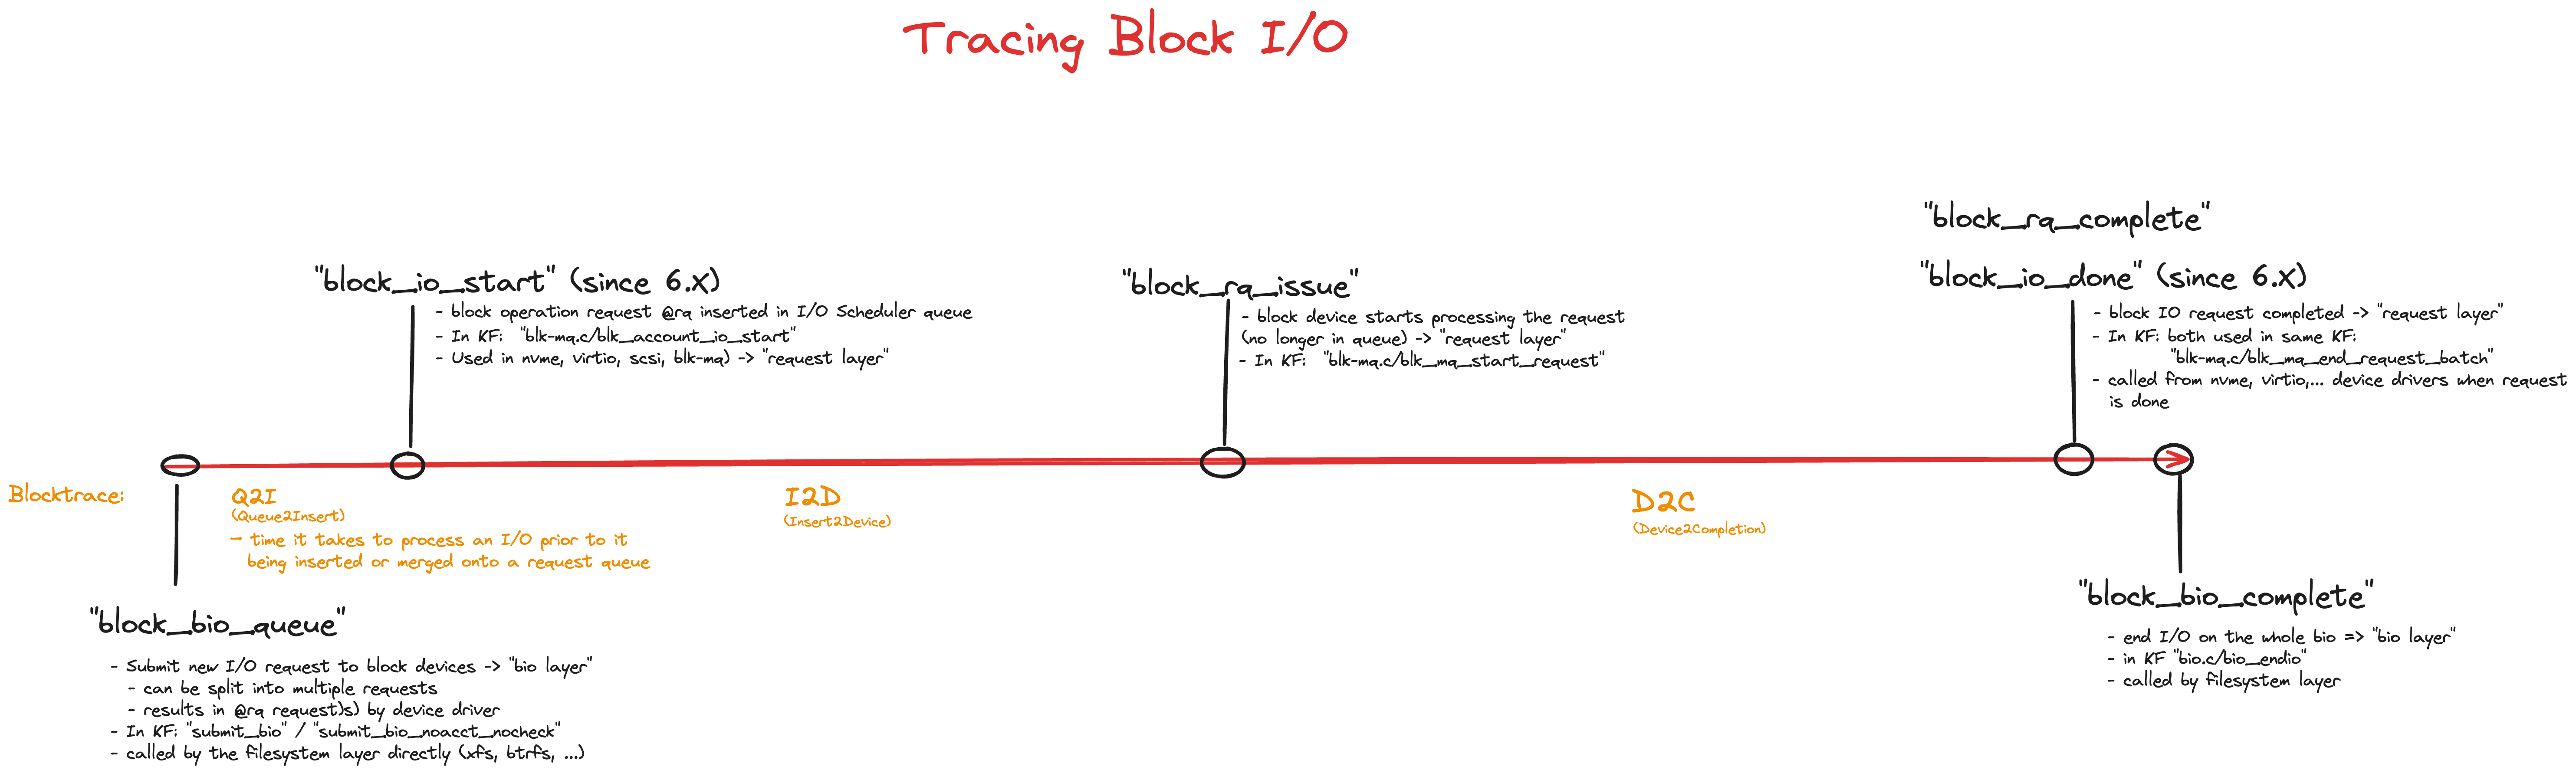 Tracing Block I/O
"block_rq_complete"
"block_io_start" (since 6.X)
- block operation request @rq inserted in I/O Scheduler queue
- In KF: "blk-mq.c/blk_account_io_start"
- Used in nvme, virtio, scsi, blk-mq) -> "request layer"
"block_rq_issue"
- block device starts processing the request
(no longer in queue) -> "request layer"
- In KF: "blk-mq.c/blk_mq_start_request"
"block_io_done" (since 6.X)
- block IO request completed -> "request layer"
- In KF: both used in same KF:
"blk-mq.c/blk_mq_end_request_batch"
- called from nvme, virtio,... device drivers when request
is done
Blocktrace:
Q2I
(Queue2Insert)
- time it takes to process an I/O prior to it
being inserted or merged onto a request queue
I2D
(Insert2Device)
D2C
(Device2Completion)
"block_bio_queue"
- Submit new I/O request to block devices -> "bio layer"
- can be split into multiple requests
- results in @rq request)s) by device driver
- In KF: "submit_bio" / "submit_bio_noacct_nocheck"
- called by the filesystem layer directly (xfs, btrfs, ...)
"block_bio_complete"
- end I/O on the whole bio => "bio layer"
- in KF "bio.c/bio_endio"
- called by filesystem layer